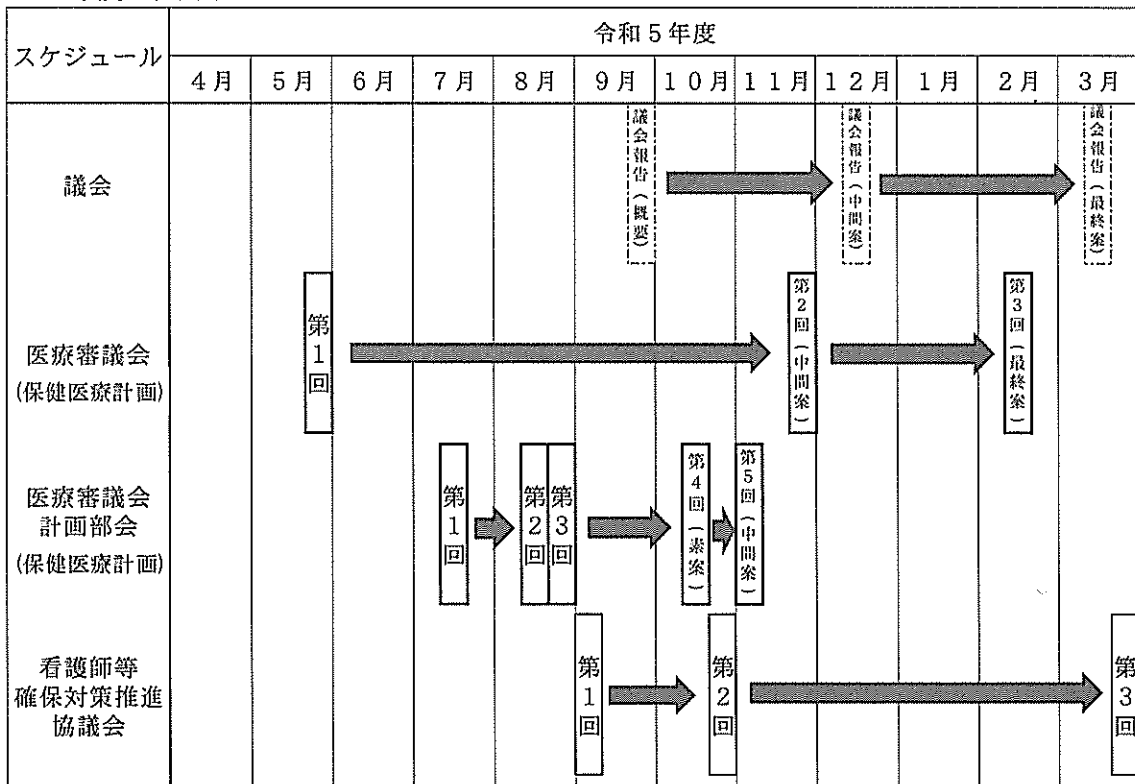 スケジュール
令和5年度
4月 5月 6月 7月 8月 9月 10月 11月 12月 1月 2月 3月
議会
議会報告(概要)
議会報告(中間案)
議会報告(最終案)
医療審議会
(保健医療計画)
第1回
第2回(中間案)
第3回(最終案)
医療審議会
計画部会
(保健医療計画)
第1回
第2回
第3回
第4回(素案)
第5回(中間案)
看護師等
確保対策推進
協議会
第1回
第2回
第3回